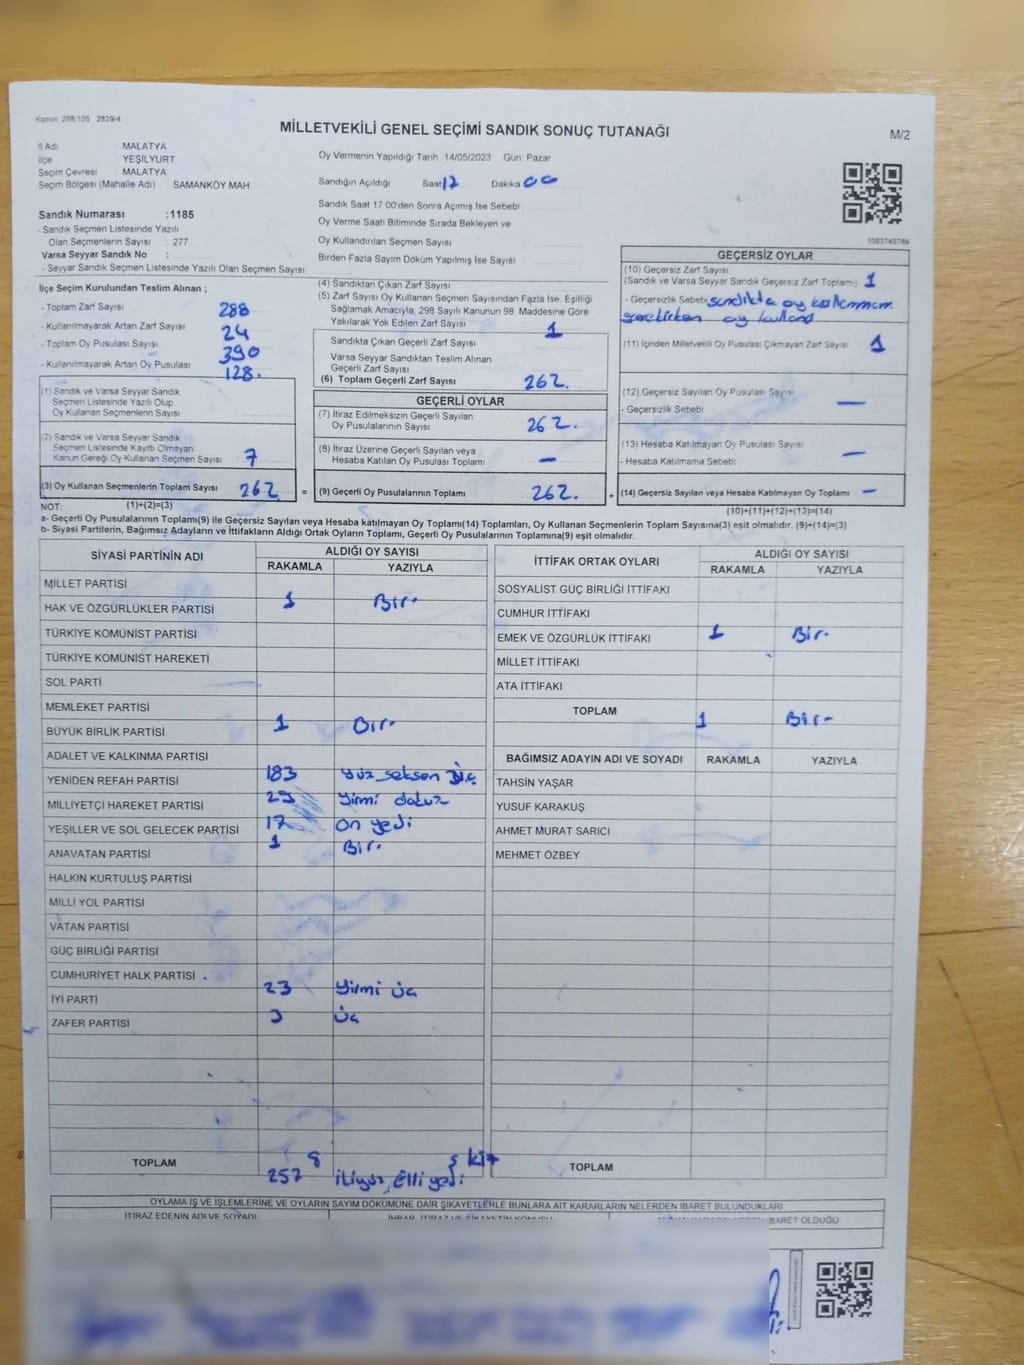 Kanun: 298/105 2839/4
MİLLETVEKİLİ GENEL SEÇİMİ SANDIK SONUÇ TUTANAĞI
M/2
İl Adı MALATYA
İlçe YEŞİLYURT
Seçim Çevresi MALATYA
Seçim Bölgesi (Mahalle Adı) SAMANKÖY MAH
Oy Vermenin Yapıldığı Tarih 14/05/2023 Gün Pazar
Sandığın Açıldığı Saat 17 Dakika 00
Sandık Saat 17 00'den Sonra Açımış İse Sebebi
Oy Verme Saati Bitiminde Sırada Bekleyen ve
Oy Kullandırılan Seçmen Sayısı
Birden Fazla Sayım Döküm Yapılmış İse Sayısı
1083745789
Sandık Numarası :1185
- Sandık Seçmen Listesinde Yazılı
Olan Seçmenlerin Sayısı : 277
Varsa Seyyar Sandık No :
- Seyyar Sandık Seçmen Listesinde Yazılı Olan Seçmen Sayısı
İlçe Seçim Kurulundan Teslim Alınan ;
- Toplam Zarf Sayısı 288
- Kullanılmayarak Artan Zarf Sayısı 24
- Toplam Oy Pusulası Sayısı 390
- Kullanılmayarak Artan Oy Pusulası 128.
(1) Sandık ve Varsa Seyyar Sandık
Seçmen Listesinde Yazılı Olup
Oy Kullanan Seçmenlerin Sayısı
(2) Sandık ve Varsa Seyyar Sandık
Seçmen Listesinde Kayıtlı Olmayan
Kanun Gereği Oy Kullanan Seçmen Sayısı 7
(3) Oy Kullanan Seçmenlerin Toplam Sayısı 262
(4) Sandıktan Çıkan Zarf Sayısı
(5) Zarf Sayısı Oy Kullanan Seçmen Sayısından Fazla İse, Eşitliği
Sağlamak Amacıyla, 298 Sayılı Kanunun 98. Maddesine Göre
Yakılarak Yok Edilen Zarf Sayısı 1
Sandıkta Çıkan Geçerli Zarf Sayısı
Varsa Seyyar Sandıktan Teslim Alınan
Geçerli Zarf Sayısı
(6) Toplam Geçerli Zarf Sayısı 262.
GEÇERLİ OYLAR
(7) İtiraz Edilmeksizin Geçerli Sayılan
Oy Pusulalarının Sayısı 262.
(8) İtiraz Üzerine Geçerli Sayılan veya
Hesaba Katılan Oy Pusulası Toplamı –
= (9) Geçerli Oy Pusulalarının Toplamı 262. +
GEÇERSİZ OYLAR
(10) Geçersiz Zarf Sayısı
(Sandık ve Varsa Seyyar Sandık Geçersiz Zarf Toplamı) 1
- Geçersizlik Sebebi sandıkta oy
gerekirken oy
(11) İçinden Milletvekili Oy Pusulası Çıkmayan Zarf Sayısı 1
(12) Geçersiz Sayılan Oy Pusulası Sayısı
- Geçersizlik Sebebi —
(13) Hesaba Katılmayan Oy Pusulası Sayısı
- Hesaba Katılmama Sebebi —
(14) Geçersiz Sayılan veya Hesaba Katılmayan Oy Toplamı –
NOT: (1)+(2)=(3)
(10)+(11)+(12)+(13)=(14)
a- Geçerli Oy Pusulalarının Toplamı(9) ile Geçersiz Sayılan veya Hesaba katılmayan Oy Toplamı(14) Toplamları, Oy Kullanan Seçmenlerin Toplam Sayısına(3) eşit olmalıdır. (9)+(14)=(3)
b- Siyasi Partilerin, Bağımsız Adayların ve İttifakların Aldığı Ortak Oyların Toplamı, Geçerli Oy Pusulalarının Toplamına(9) eşit olmalıdır.
SİYASİ PARTİNİN ADI ALDIĞI OY SAYISI
RAKAMLA YAZIYLA
MİLLET PARTİSİ
HAK VE ÖZGÜRLÜKLER PARTİSİ 1 Bir.
TÜRKİYE KOMÜNİST PARTİSİ
TÜRKİYE KOMÜNİST HAREKETİ
SOL PARTİ
MEMLEKET PARTİSİ
BÜYÜK BİRLİK PARTİSİ 1 Bir.
ADALET VE KALKINMA PARTİSİ
YENİDEN REFAH PARTİSİ 183 yüz seksen Üç
MİLLİYETÇİ HAREKET PARTİSİ 29 yirmi dokuz
YEŞİLLER VE SOL GELECEK PARTİSİ 17 on yedi
ANAVATAN PARTİSİ 1 Bir.
HALKIN KURTULUŞ PARTİSİ
MİLLİ YOL PARTİSİ
VATAN PARTİSİ
GÜÇ BİRLİĞİ PARTİSİ
CUMHURİYET HALK PARTİSİ
İYİ PARTİ 23 yirmi üç
ZAFER PARTİSİ 3 üç
TOPLAM 257 8 ikiyüz Elli yedi
İTTİFAK ORTAK OYLARI ALDIĞI OY SAYISI
RAKAMLA YAZIYLA
SOSYALİST GÜÇ BİRLİĞİ İTTİFAKI
CUMHUR İTTİFAKI
EMEK VE ÖZGÜRLÜK İTTİFAKI 1 Bir.
MİLLET İTTİFAKI
ATA İTTİFAKI
TOPLAM 1 Bir-
BAĞIMSIZ ADAYIN ADI VE SOYADI RAKAMLA YAZIYLA
TAHSİN YAŞAR
YUSUF KARAKUŞ
AHMET MURAT SARICI
MEHMET ÖZBEY
TOPLAM
OYLAMA İŞ VE İŞLEMLERİNE VE OYLARIN SAYIM DÖKÜMÜNE DAİR ŞİKAYETLERLE BUNLARA AİT KARARLARIN NELERDEN İBARET BULUNDUKLARI
İTİRAZ EDENİN ADI VE SOYADI